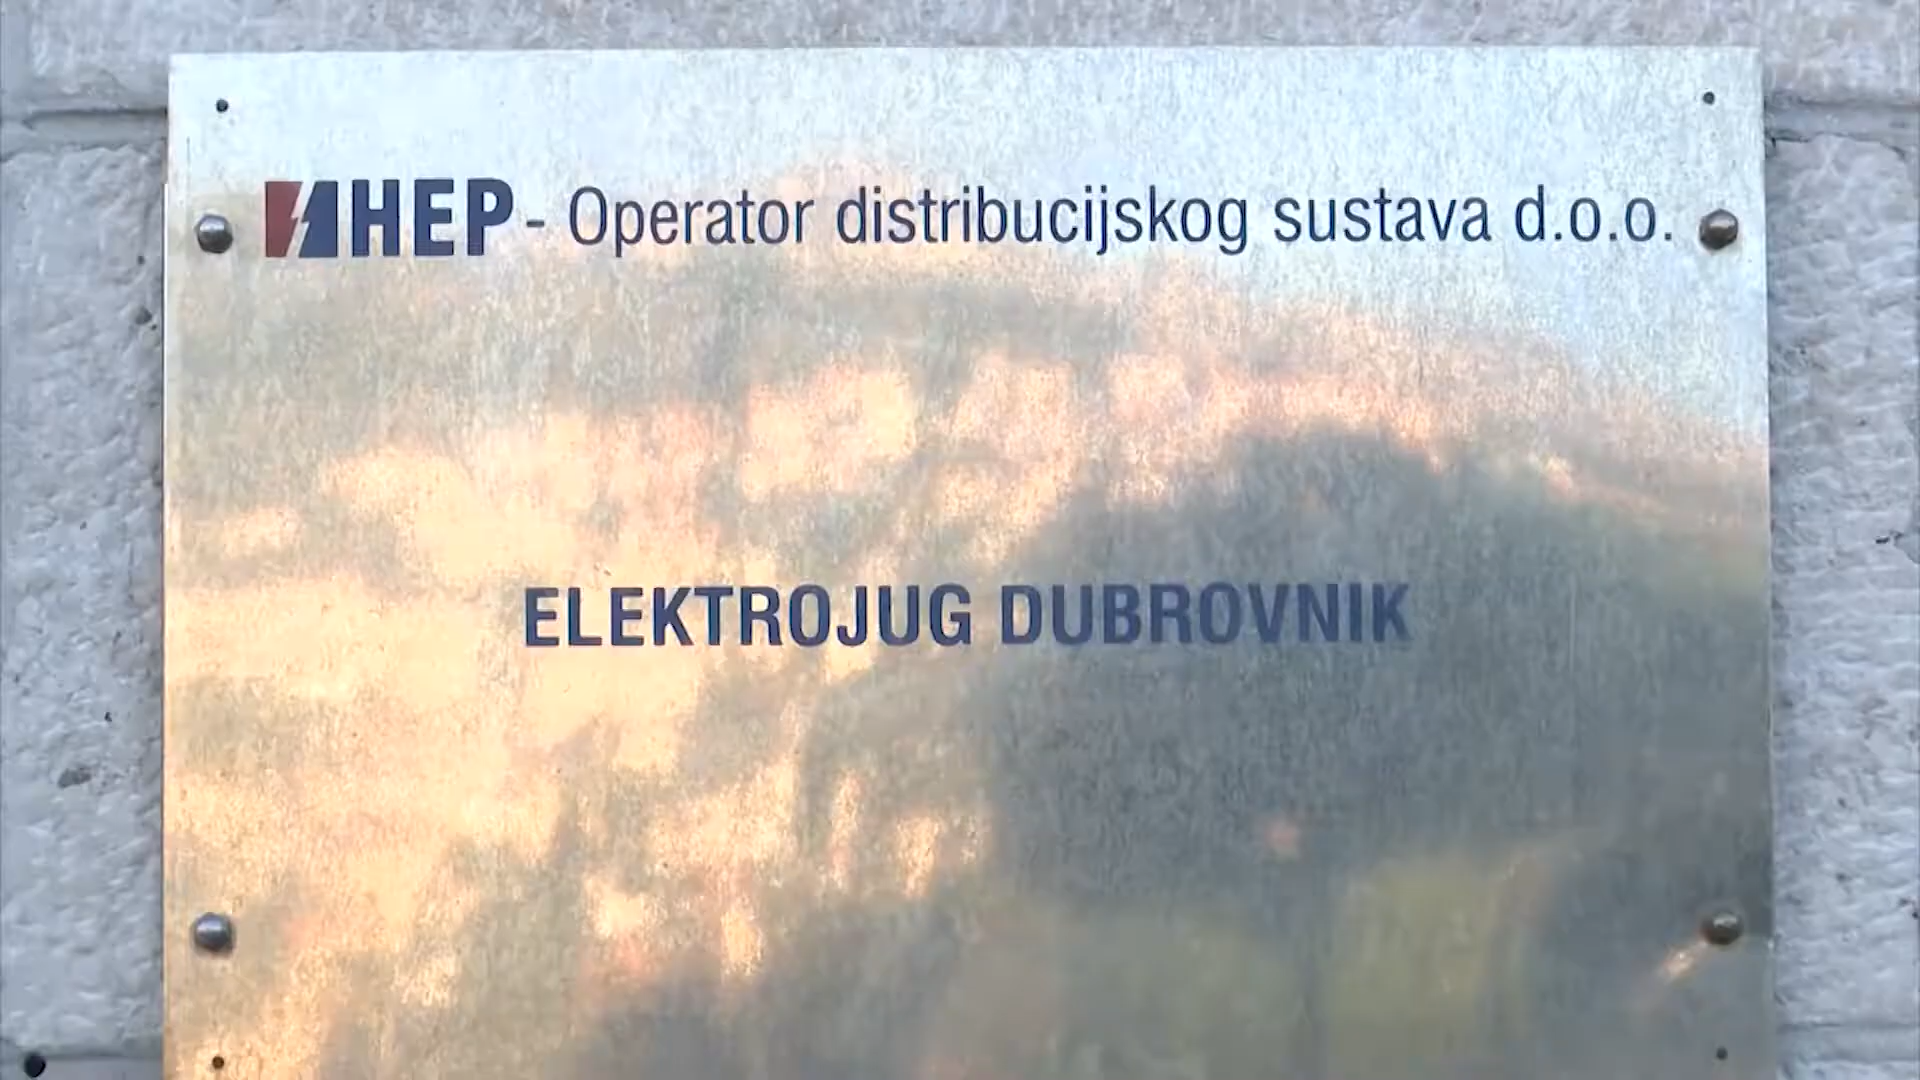 HEP - Operator distribucijskog sustava d.o.o.
ELEKTROJUG DUBROVNIK